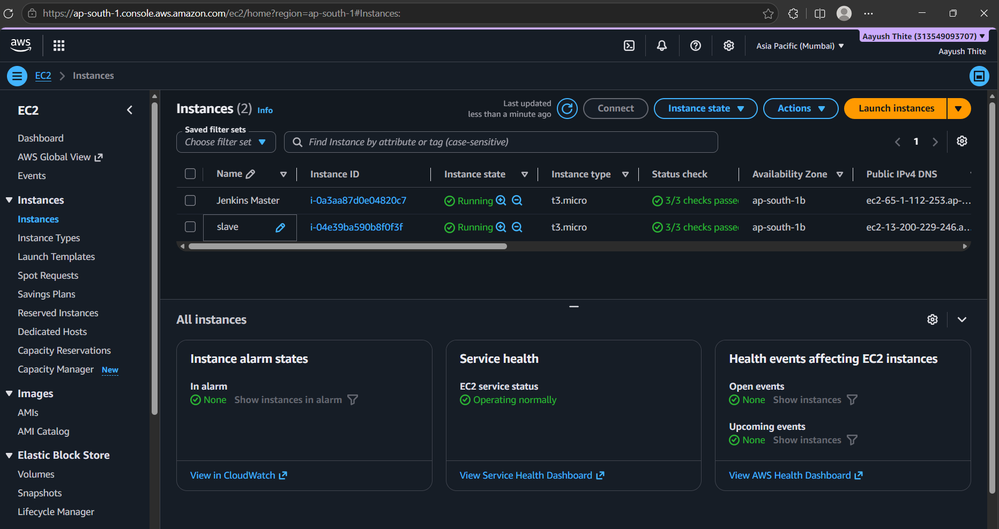 https://ap-south-1.console.aws.amazon.com/ec2/home?region=ap-south-1#Instances:
aws
Asia Pacific (Mumbai)
Aayush Thite (313549093707)
Aayush Thite
EC2
Instances
EC2
Dashboard
AWS Global View
Events
Instances
Instances
Instance Types
Launch Templates
Spot Requests
Savings Plans
Reserved Instances
Dedicated Hosts
Capacity Reservations
Capacity Manager New
Images
AMIs
AMI Catalog
Elastic Block Store
Volumes
Snapshots
Lifecycle Manager
Instances (2) Info
Last updated
less than a minute ago
Connect
Instance state
Actions
Launch instances
Saved filter sets
Choose filter set
Find Instance by attribute or tag (case-sensitive)
1
Name Instance ID Instance state Instance type Status check Availability Zone Public IPv4 DNS
Jenkins Master i-0a3aa87d0e04820c7 Running t3.micro 3/3 checks passe ap-south-1b ec2-65-1-112-253.ap-...
slave i-04e39ba590b8f0f3f Running t3.micro 3/3 checks passe ap-south-1b ec2-13-200-229-246.a...
All instances
Instance alarm states
In alarm
None Show instances in alarm
View in CloudWatch
Service health
EC2 service status
Operating normally
View Service Health Dashboard
Health events affecting EC2 instances
Open events
None Show instances
Upcoming events
None Show instances
View AWS Health Dashboard